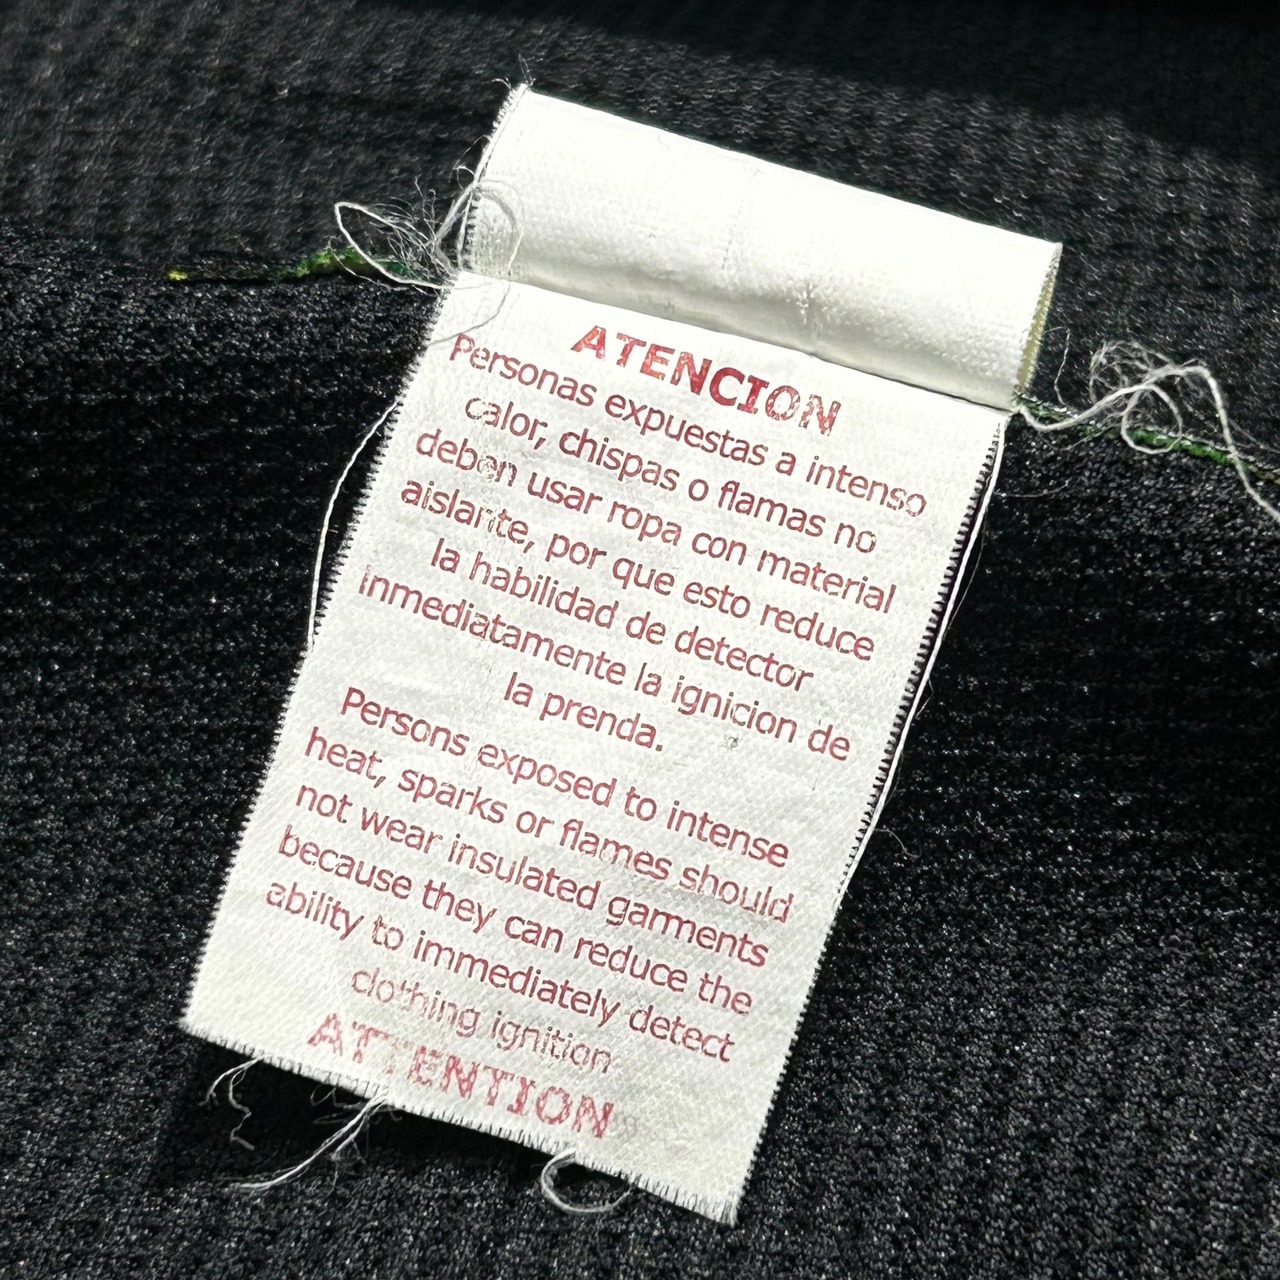 ATENCION
Personas expuestas a intenso
calor, chispas o flamas no
deben usar ropa con material
aislante, por que esto reduce
la habilidad de detector
inmediatamente la ignicion de
la prenda.
Persons exposed to intense
heat, sparks or flames should
not wear insulated garments
because they can reduce the
ability to immediately detect
clothing ignition
ATTENTION